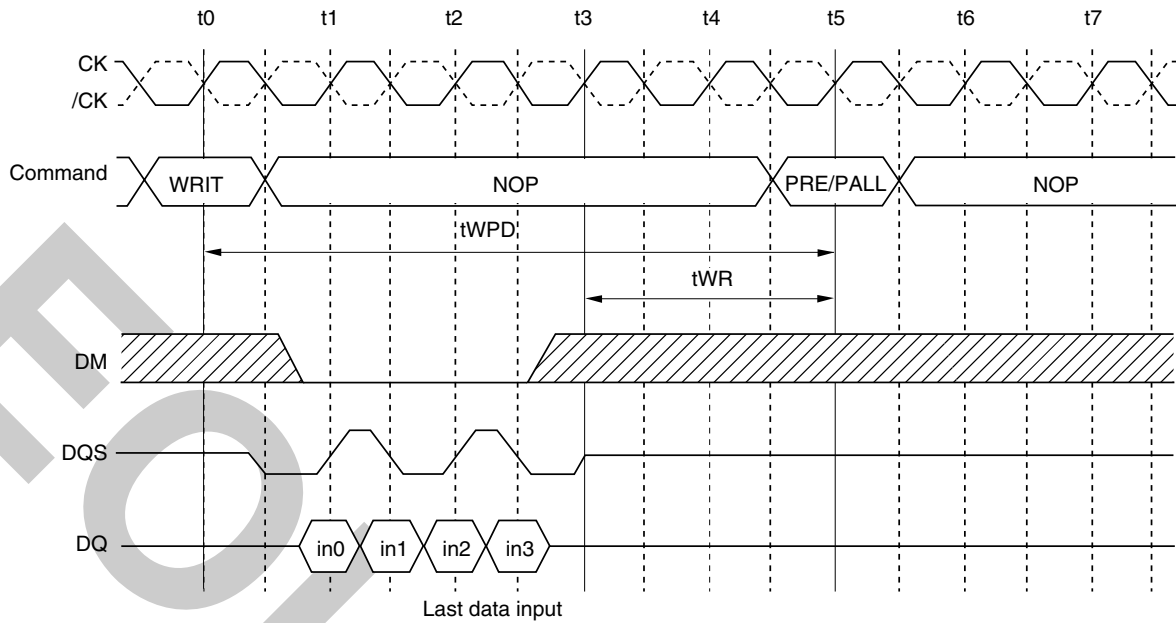 t0 t1 t2 t3 t4 t5 t6 t7
CK
/CK
Command WRIT NOP PRE/PALL NOP
tWPD
tWR
DM
DQS
DQ in0 in1 in2 in3
Last data input